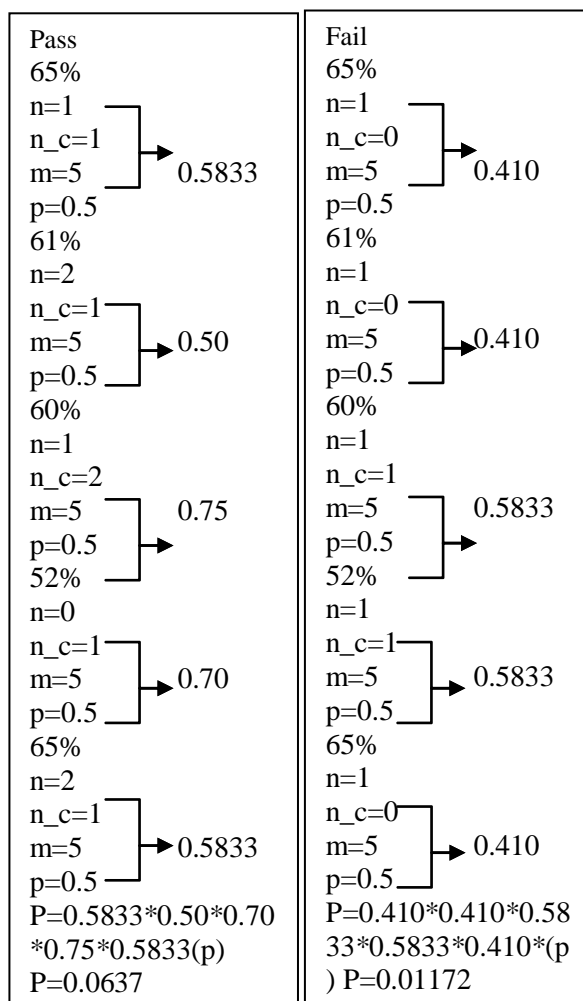 Pass
65%
n=1
n_c=1
m=5
p=0.5
0.5833
61%
n=2
n_c=1
m=5
p=0.5
0.50
60%
n=1
n_c=2
m=5
p=0.5
0.75
52%
n=0
n_c=1
m=5
p=0.5
0.70
65%
n=2
n_c=1
m=5
p=0.5
0.5833
P=0.5833*0.50*0.70
*0.75*0.5833(p)
P=0.0637
Fail
65%
n=1
n_c=0
m=5
p=0.5
0.410
61%
n=1
n_c=0
m=5
p=0.5
0.410
60%
n=1
n_c=1
m=5
p=0.5
0.5833
52%
n=1
n_c=1
m=5
p=0.5
0.5833
65%
n=1
n_c=0
m=5
p=0.5
0.410
P=0.410*0.410*0.58
33*0.5833*0.410*(p
) P=0.01172